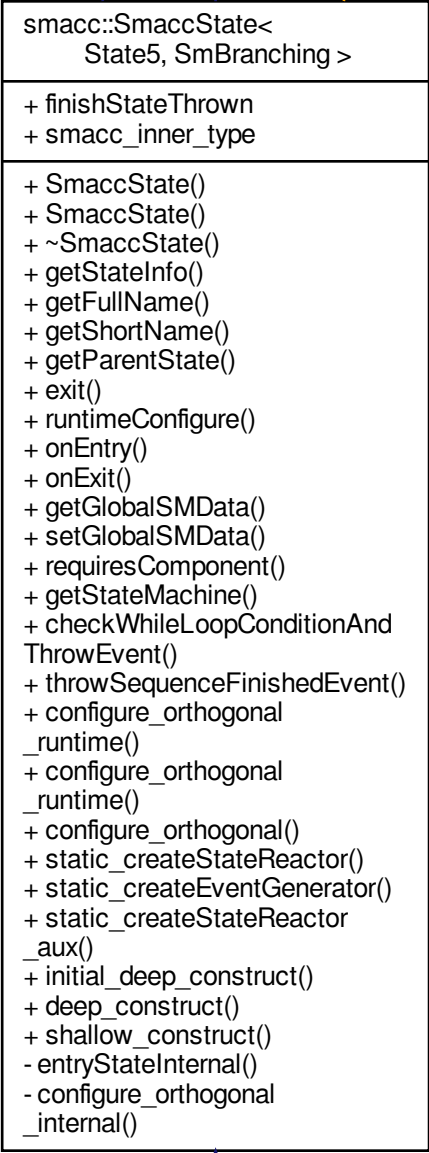 smacc::SmaccState<
State5, SmBranching >
+ finishStateThrown
+ smacc_inner_type
+ SmaccState()
+ SmaccState()
+ ~SmaccState()
+ getStateInfo()
+ getFullName()
+ getShortName()
+ getParentState()
+ exit()
+ runtimeConfigure()
+ onEntry()
+ onExit()
+ getGlobalSMData()
+ setGlobalSMData()
+ requiresComponent()
+ getStateMachine()
+ checkWhileLoopConditionAnd
ThrowEvent()
+ throwSequenceFinishedEvent()
+ configure_orthogonal
_runtime()
+ configure_orthogonal
_runtime()
+ configure_orthogonal()
+ static_createStateReactor()
+ static_createEventGenerator()
+ static_createStateReactor
_aux()
+ initial_deep_construct()
+ deep_construct()
+ shallow_construct()
- entryStateInternal()
- configure_orthogonal
_internal()